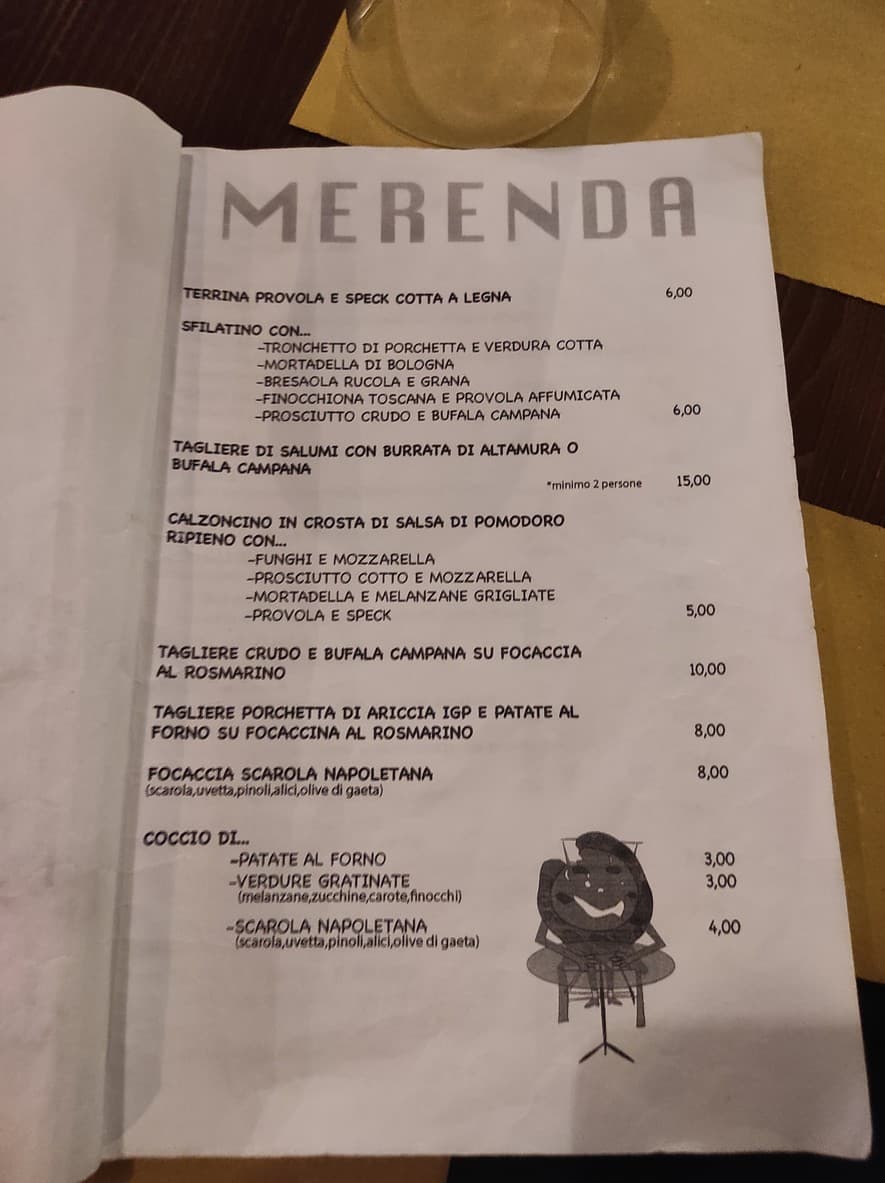 MERENDA
TERRINA PROVOLA E SPECK COTTA A LEGNA 6,00
SFILATINO CON...
-TRONCHETTO DI PORCHETTA E VERDURA COTTA
-MORTADELLA DI BOLOGNA
-BRESAOLA RUCOLA E GRANA
-FINOCCHIONA TOSCANA E PROVOLA AFFUMICATA
-PROSCIUTTO CRUDO E BUFALA CAMPANA 6,00
TAGLIERE DI SALUMI CON BURRATA DI ALTAMURA O
BUFALA CAMPANA
*minimo 2 persone 15,00
CALZONCINO IN CROSTA DI SALSA DI POMODORO
RIPIENO CON...
-FUNGHI E MOZZARELLA
-PROSCIUTTO COTTO E MOZZARELLA
-MORTADELLA E MELANZANE GRIGLIATE
-PROVOLA E SPECK 5,00
TAGLIERE CRUDO E BUFALA CAMPANA SU FOCACCIA
AL ROSMARINO 10,00
TAGLIERE PORCHETTA DI ARICCIA IGP E PATATE AL
FORNO SU FOCACCINA AL ROSMARINO 8,00
FOCACCIA SCAROLA NAPOLETANA 8,00
(scarola,uvetta,pinoli,alici,olive di gaeta)
COCCIO DI...
-PATATE AL FORNO 3,00
-VERDURE GRATINATE 3,00
(melanzane,zucchine,carote,finocchi)
-SCAROLA NAPOLETANA 4,00
(scarola,uvetta,pinoli,alici,olive di gaeta)